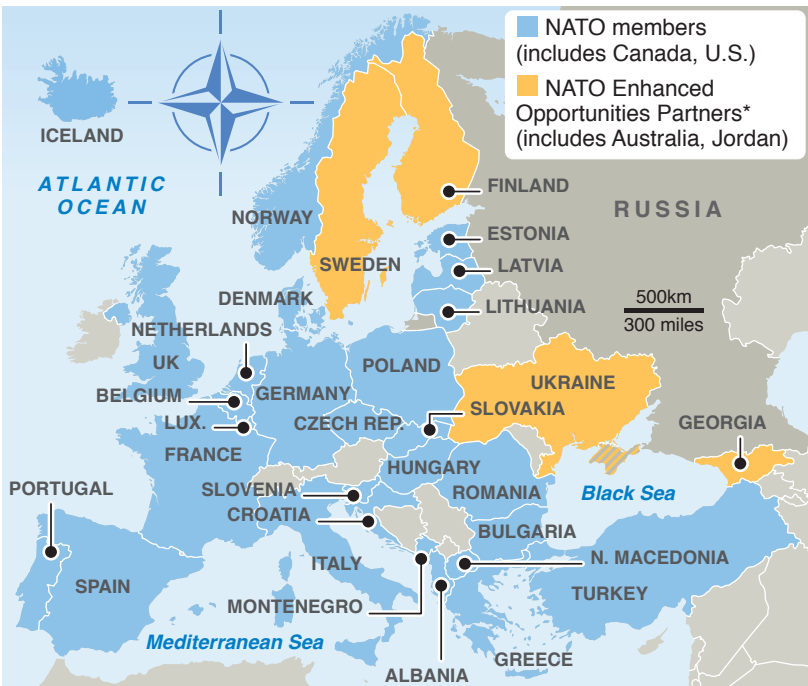 NATO members
(includes Canada, U.S.)
NATO Enhanced
Opportunities Partners*
(includes Australia, Jordan)
ICELAND
ATLANTIC
OCEAN
NORWAY
FINLAND
RUSSIA
ESTONIA
SWEDEN
LATVIA
DENMARK
LITHUANIA
500km
300 miles
NETHERLANDS
UK
POLAND
UKRAINE
BELGIUM
GERMANY
SLOVAKIA
LUX.
CZECH REP.
GEORGIA
FRANCE
HUNGARY
PORTUGAL
SLOVENIA
ROMANIA
Black Sea
CROATIA
BULGARIA
ITALY
N. MACEDONIA
SPAIN
TURKEY
MONTENEGRO
Mediterranean Sea
GREECE
ALBANIA